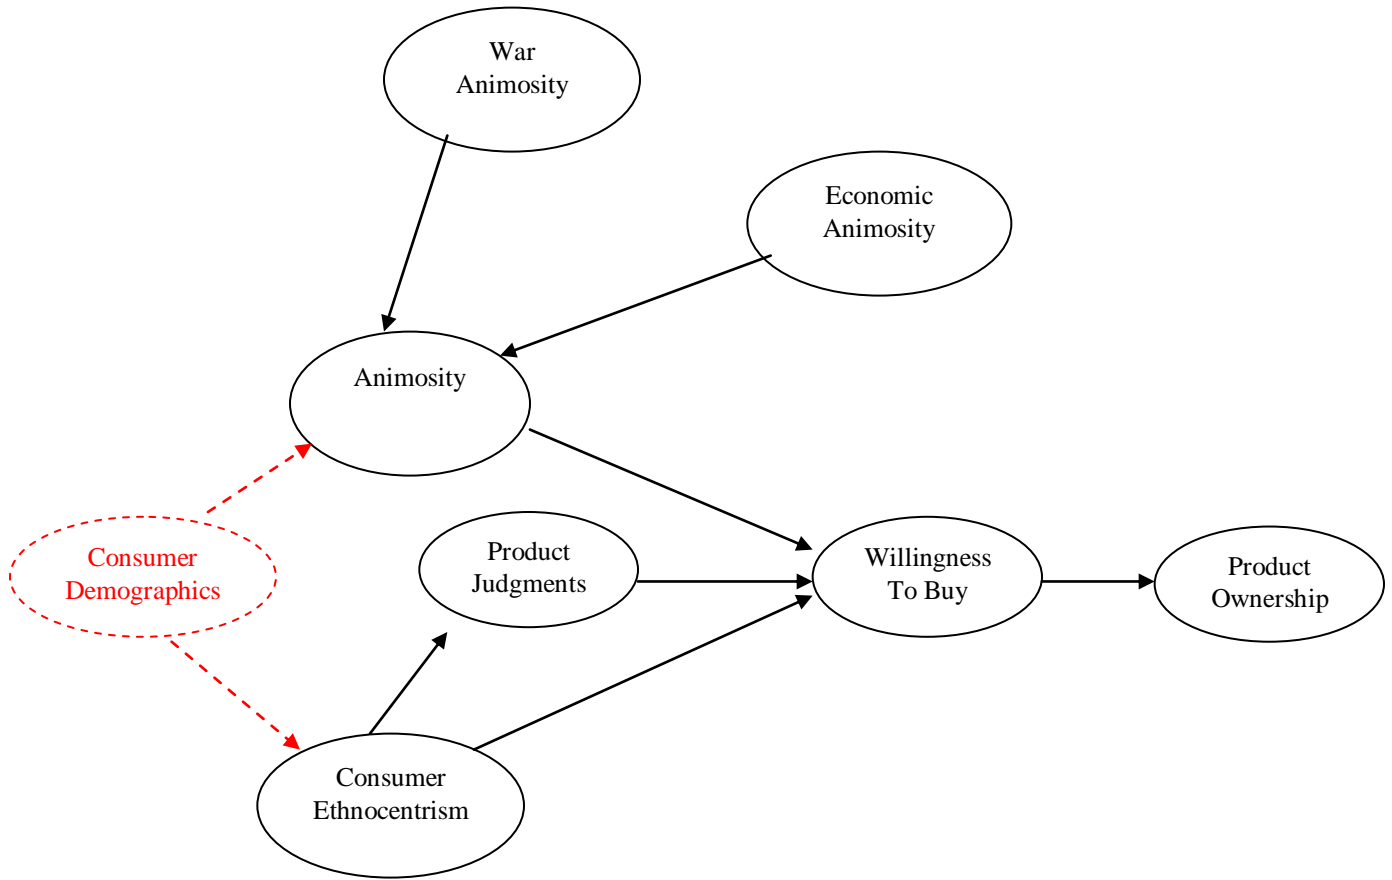 War
Animosity
Economic
Animosity
Animosity
Consumer
Demographics
Product
Judgments
Willingness
To Buy
Product
Ownership
Consumer
Ethnocentrism